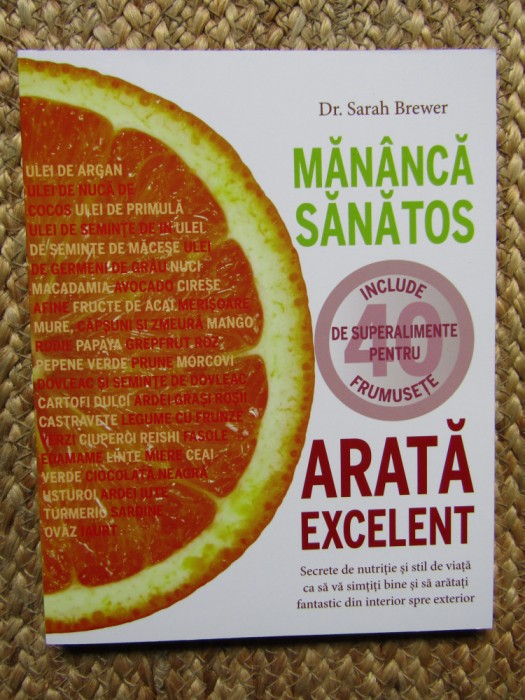 Dr. Sarah Brewer
MĂNÂNCĂ
SĂNĂTOS
INCLUDE
40
DE SUPERALIMENTE
PENTRU
FRUMUSEȚE
ARATĂ
EXCELENT
Secrete de nutriție și stil de viață
ca să vă simțiți bine și să arătați
fantastic din interior spre exterior
ULEI DE ARGAN
ULEI DE NUCĂ DE
COCOS ULEI DE PRIMULĂ
ULEI DE SEMINȚE DE IN ULEI
DE SEMINȚE DE MĂCEȘE ULEI
DE GERMENI DE GRÂU NUCI
MACADAMIA AVOCADO CIREȘE
AFINE FRUCTE DE ACAI MERIȘOARE
MURE, CĂPȘUNI ȘI ZMEURĂ MANGO
RODIE PAPAYA GREPFRUT ROZ
PEPENE VERDE PRUNE MORCOVI
DOVLEAC ȘI SEMINȚE DE DOVLEAC
CARTOFI DULCI ARDEI GRAȘI ROȘII
CASTRAVETE LEGUME CU FRUNZE
VERZI CIUPERCI REISHI FASOLE
EDAMAME LINTE MIERE CEAI
VERDE CIOCOLATĂ NEAGRĂ
USTUROI ARDEI IUTE
TURMERIC SARDINE
OVĂZ IAURT